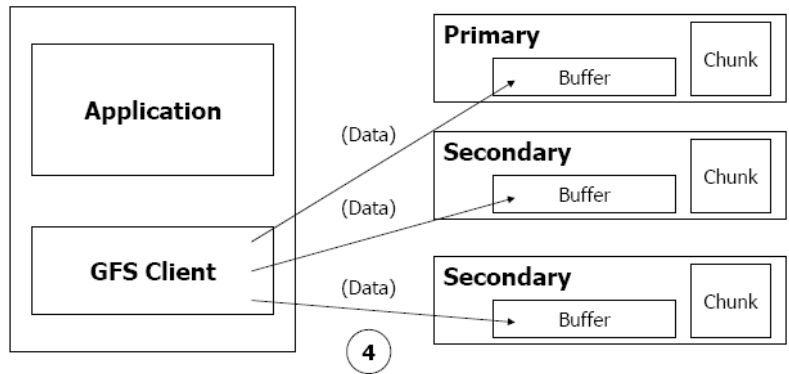 Application
GFS Client
(Data)
(Data)
(Data)
4
Primary
Buffer
Chunk
Secondary
Buffer
Chunk
Secondary
Buffer
Chunk